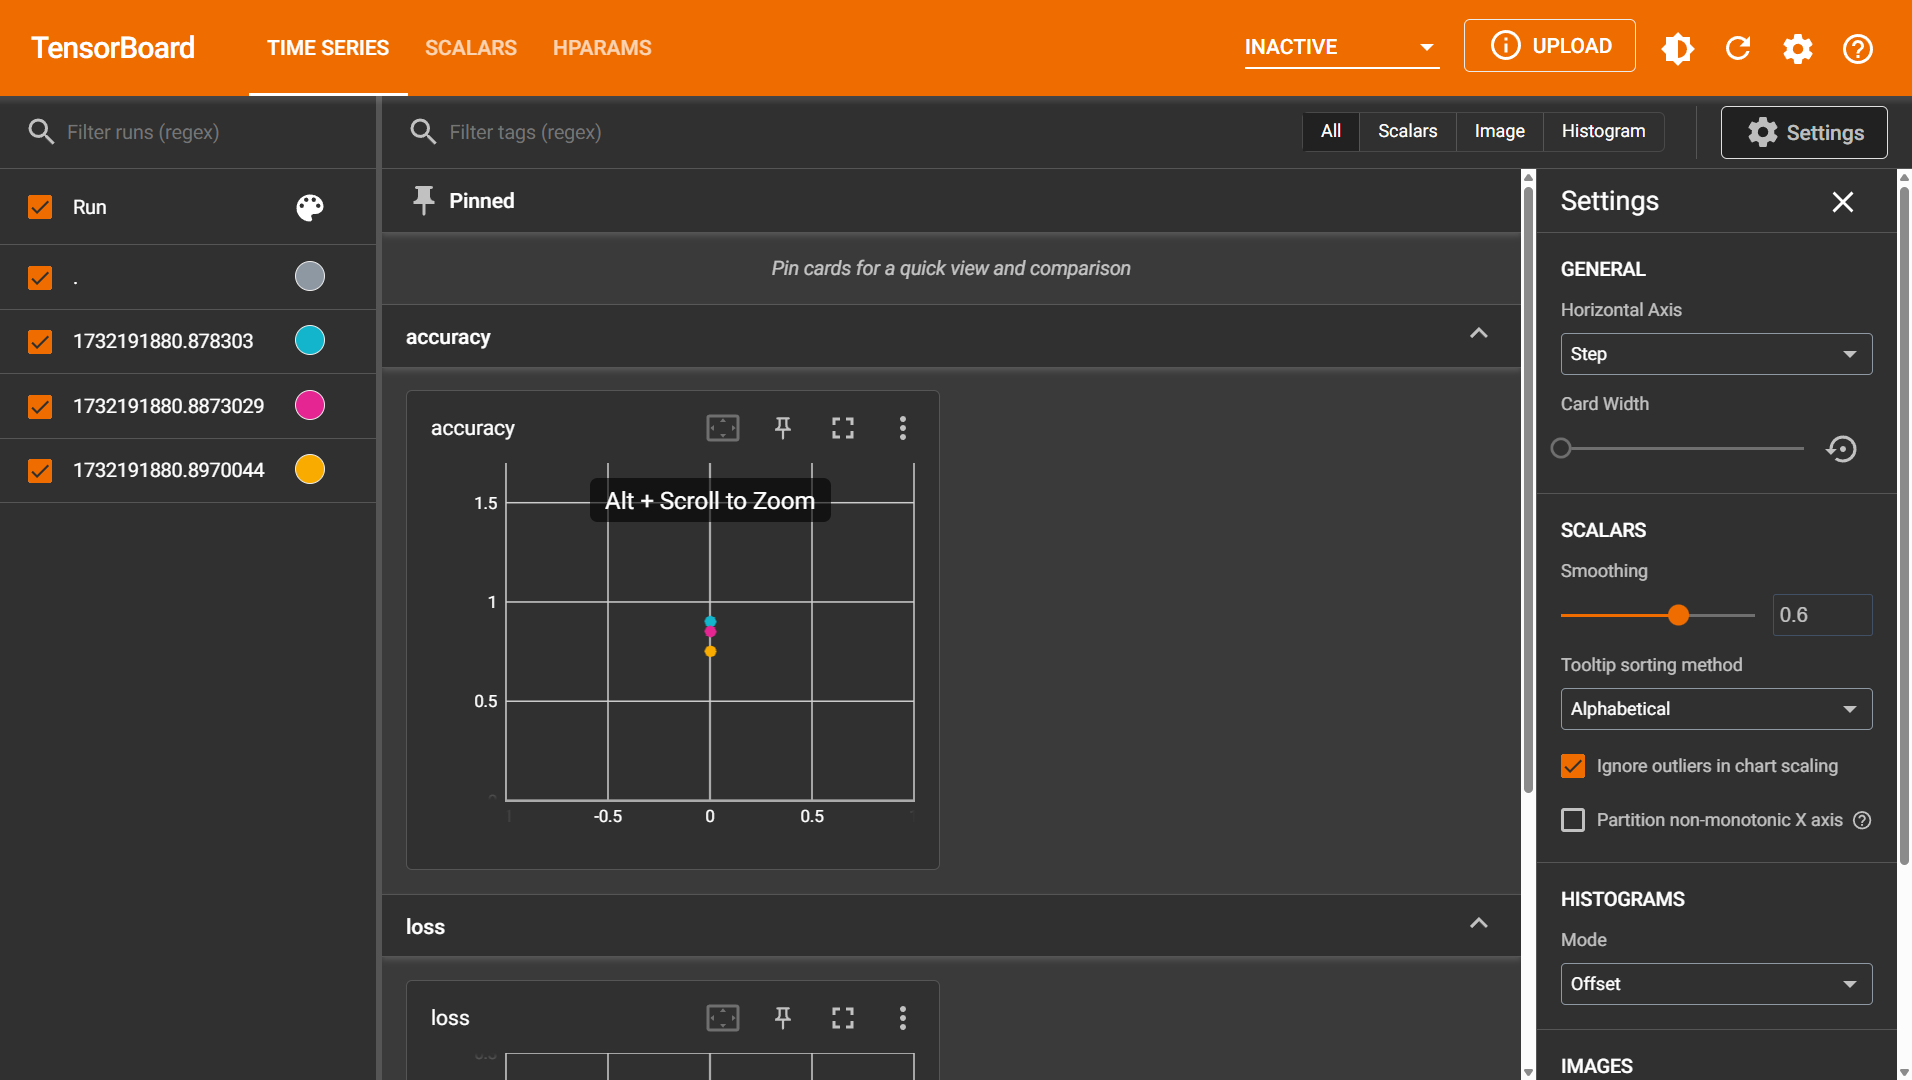 TensorBoard
TIME SERIES
SCALARS
HPARAMS
INACTIVE
UPLOAD
Filter runs (regex)
Filter tags (regex)
All
Scalars
Image
Histogram
Settings
Run
.
1732191880.878303
1732191880.8873029
1732191880.8970044
Pinned
Pin cards for a quick view and comparison
accuracy
accuracy
Alt + Scroll to Zoom
1.5
1
0.5
-0.5
0
0.5
loss
loss
Settings
GENERAL
Horizontal Axis
Step
Card Width
SCALARS
Smoothing
0.6
Tooltip sorting method
Alphabetical
Ignore outliers in chart scaling
Partition non-monotonic X axis
HISTOGRAMS
Mode
Offset
IMAGES